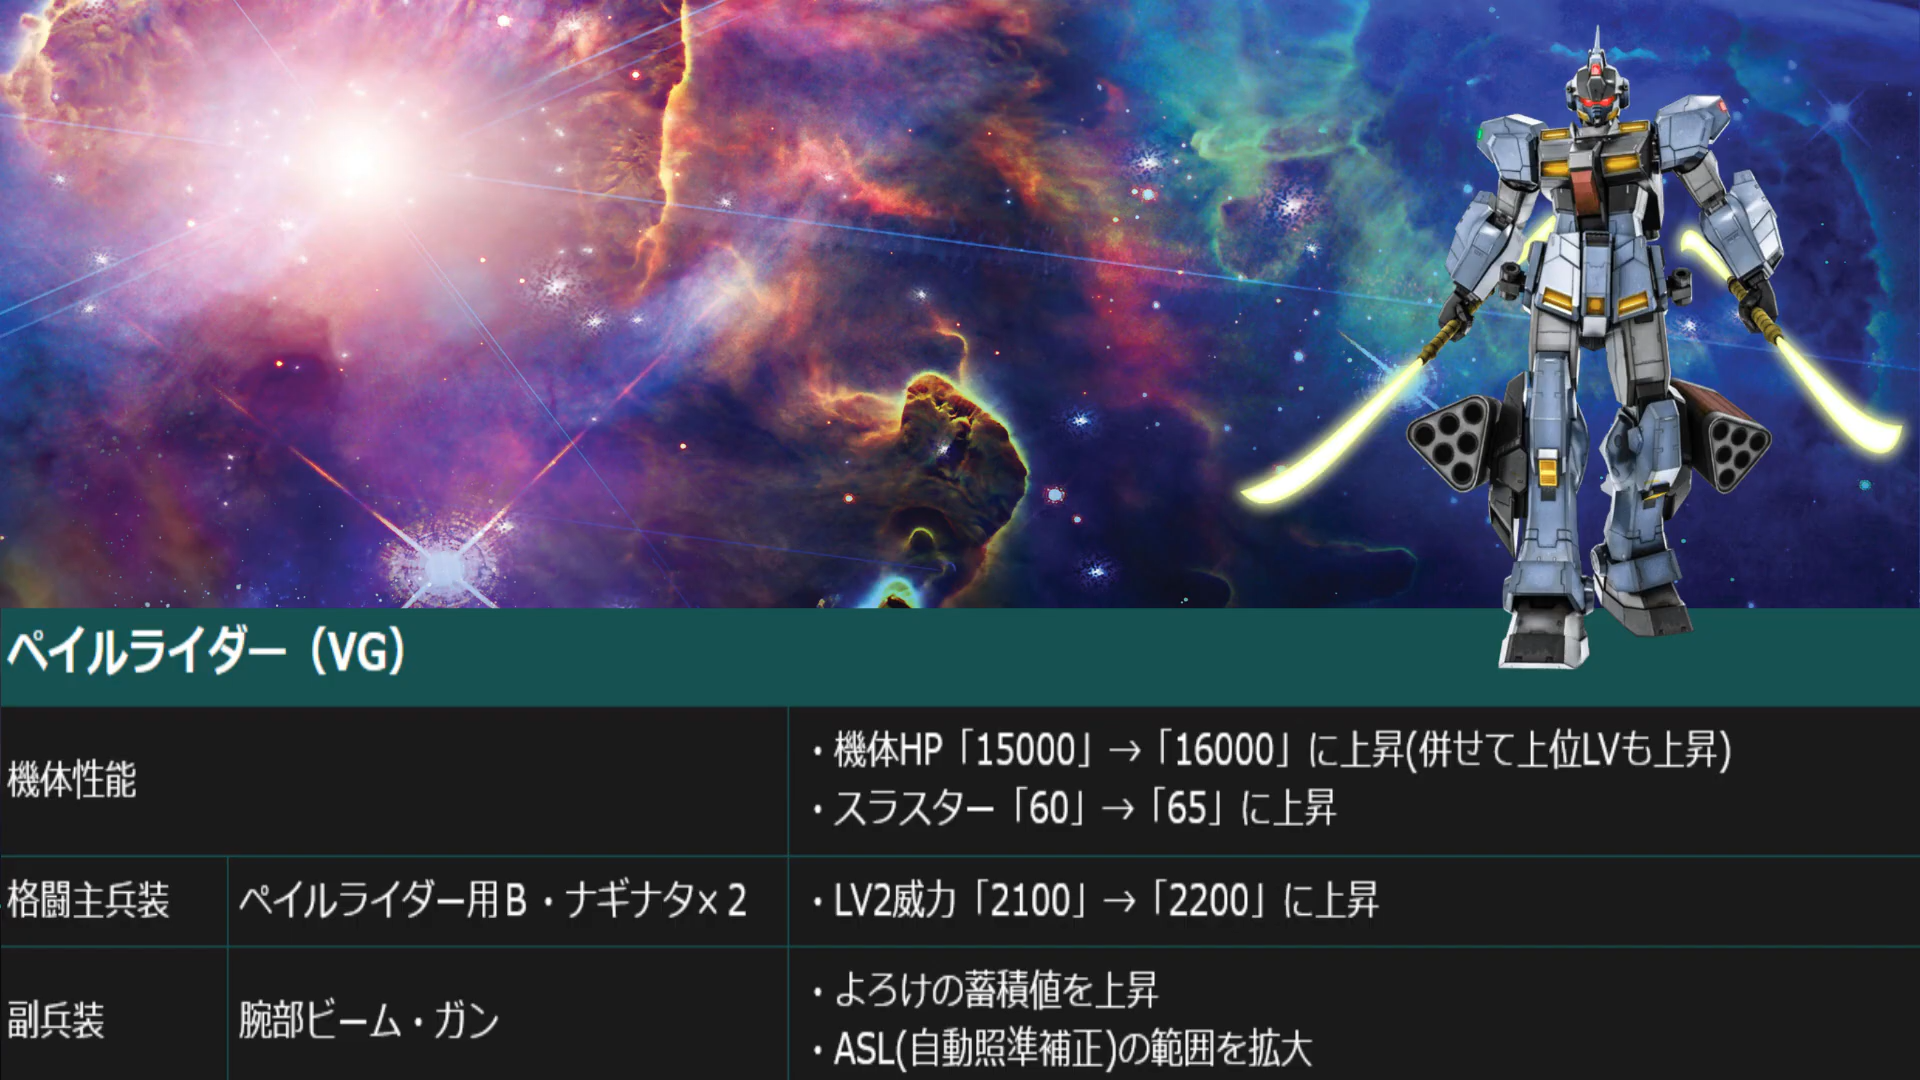 ペイルライダー（VG）
機体性能
・機体HP「15000」→「16000」に上昇(併せて上位LVも上昇)
・スラスター「60」→「65」に上昇
格闘主兵装
ペイルライダー用B・ナギナタ×2
・LV2威力「2100」→「2200」に上昇
副兵装
腕部ビーム・ガン
・よろけの蓄積値を上昇
・ASL(自動照準補正)の範囲を拡大